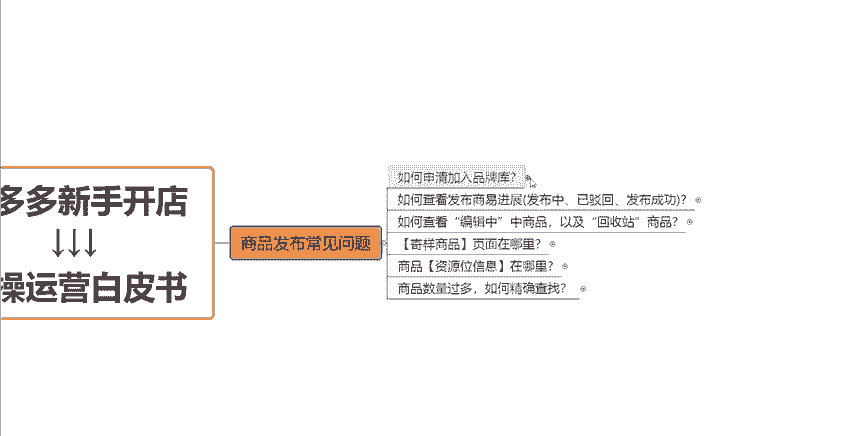 多多新手开店
↓↓↓
操运营白皮书
商品发布常见问题
如何申请加入品牌库?
如何查看发布商易进展(发布中、已驳回、发布成功)?
如何查看“编辑中”中商品，以及“回收站”商品?
【寄样商品】页面在哪里?
商品【资源位信息】在哪里?
商品数量过多，如何精确查找?